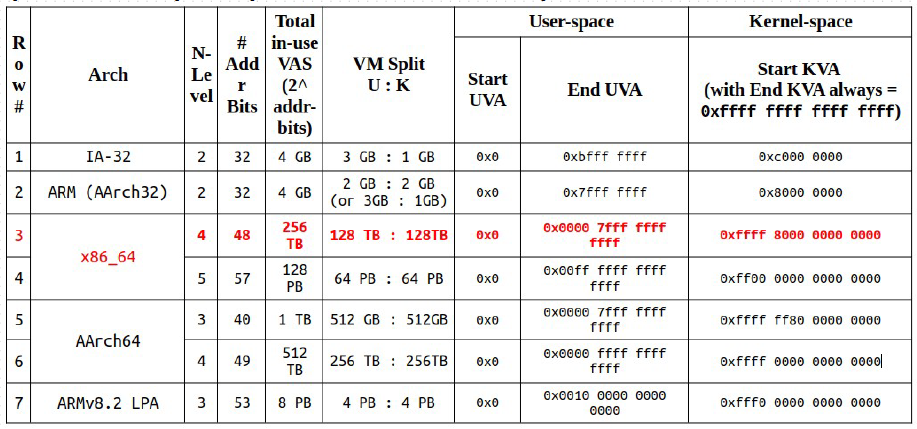 Row# Arch N-Level # Addr Bits Total in-use VAS (2^ addr-bits) VM Split U : K User-space Kernel-space
Start UVA End UVA Start KVA (with End KVA always = 0xffff ffff ffff ffff)
1 IA-32 2 32 4 GB 3 GB : 1 GB 0x0 0xbfff ffff 0xc000 0000
2 ARM (AArch32) 2 32 4 GB 2 GB : 2 GB (or 3GB : 1GB) 0x0 0x7fff ffff 0x8000 0000
3 x86_64 4 48 256 TB 128 TB : 128TB 0x0 0x0000 7fff ffff ffff 0xffff 8000 0000 0000
4 5 57 128 PB 64 PB : 64 PB 0x0 0x00ff ffff ffff ffff 0xff00 0000 0000 0000
5 AArch64 3 40 1 TB 512 GB : 512GB 0x0 0x0000 7fff ffff ffff 0xffff ff80 0000 0000
6 4 49 512 TB 256 TB : 256TB 0x0 0x0000 ffff ffff ffff 0xffff 0000 0000 0000
7 ARMv8.2 LPA 3 53 8 PB 4 PB : 4 PB 0x0 0x0010 0000 0000 0000 0xfff0 0000 0000 0000